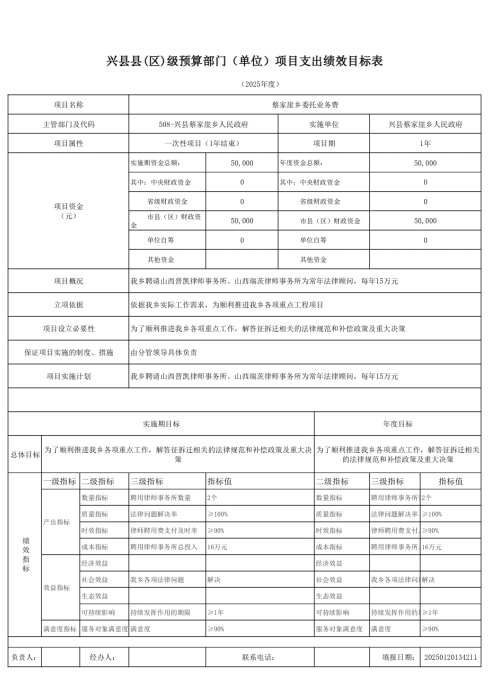 兴县县(区)级预算部门（单位）项目支出绩效目标表
（2025年度）
项目名称 蔡家崖乡委托业务费
主管部门及代码 508-兴县蔡家崖乡人民政府 实施单位 兴县蔡家崖乡人民政府
项目属性 一次性项目（1年结束） 项目期 1年
项目资金（元）
实施期资金总额： 50,000 年度资金总额： 50,000
其中：中央财政资金 0 其中：中央财政资金 0
省级财政资金 0 省级财政资金 0
市县（区）财政资金 50,000 市县（区）财政资金 50,000
单位自筹 0 单位自筹 0
其他资金 其他资金
项目概况 我乡聘请山西晋凯律师事务所、山西瑞茨律师事务所为常年法律顾问，每年15万元
立项依据 依据我乡实际工作需求，为顺利推进我乡各项重点工程项目
项目设立必要性 为了顺利推进我乡各项重点工作，解答征拆迁相关的法律规范和补偿政策及重大决策
保证项目实施的制度、措施 由分管领导具体负责
项目实施计划 我乡聘请山西晋凯律师事务所、山西瑞茨律师事务所为常年法律顾问，每年15万元
实施期目标 年度目标
总体目标 为了顺利推进我乡各项重点工作，解答征拆迁相关的法律规范和补偿政策及重大决策 为了顺利推进我乡各项重点工作，解答征拆迁相关的法律规范和补偿政策及重大决策
绩效指标
一级指标 二级指标 三级指标 指标值 二级指标 三级指标 指标值
产出指标
数量指标 聘用律师事务所数量 2个 数量指标 聘用律师事务所 2个
质量指标 法律问题解决率 ≥100% 质量指标 法律问题解决率 ≥100%
时效指标 律师聘用费支付及时率 ≥90% 时效指标 律师聘用费支付 ≥90%
成本指标 聘用律师事务所总投入 16万元 成本指标 聘用律师事务所 16万元
效益指标
经济效益 经济效益
社会效益 我乡各项法律问题 解决 社会效益 我乡各项法律问 解决
生态效益 生态效益
可持续影响 持续发挥作用的期限 ≥1年 可持续影响 持续发挥作用的 ≥1年
满意度指标 服务对象满意度 满意度 ≥90% 服务对象满意度 满意度 ≥90%
负责人： 经办人： 联系电话： 填报日期： 20250120134211